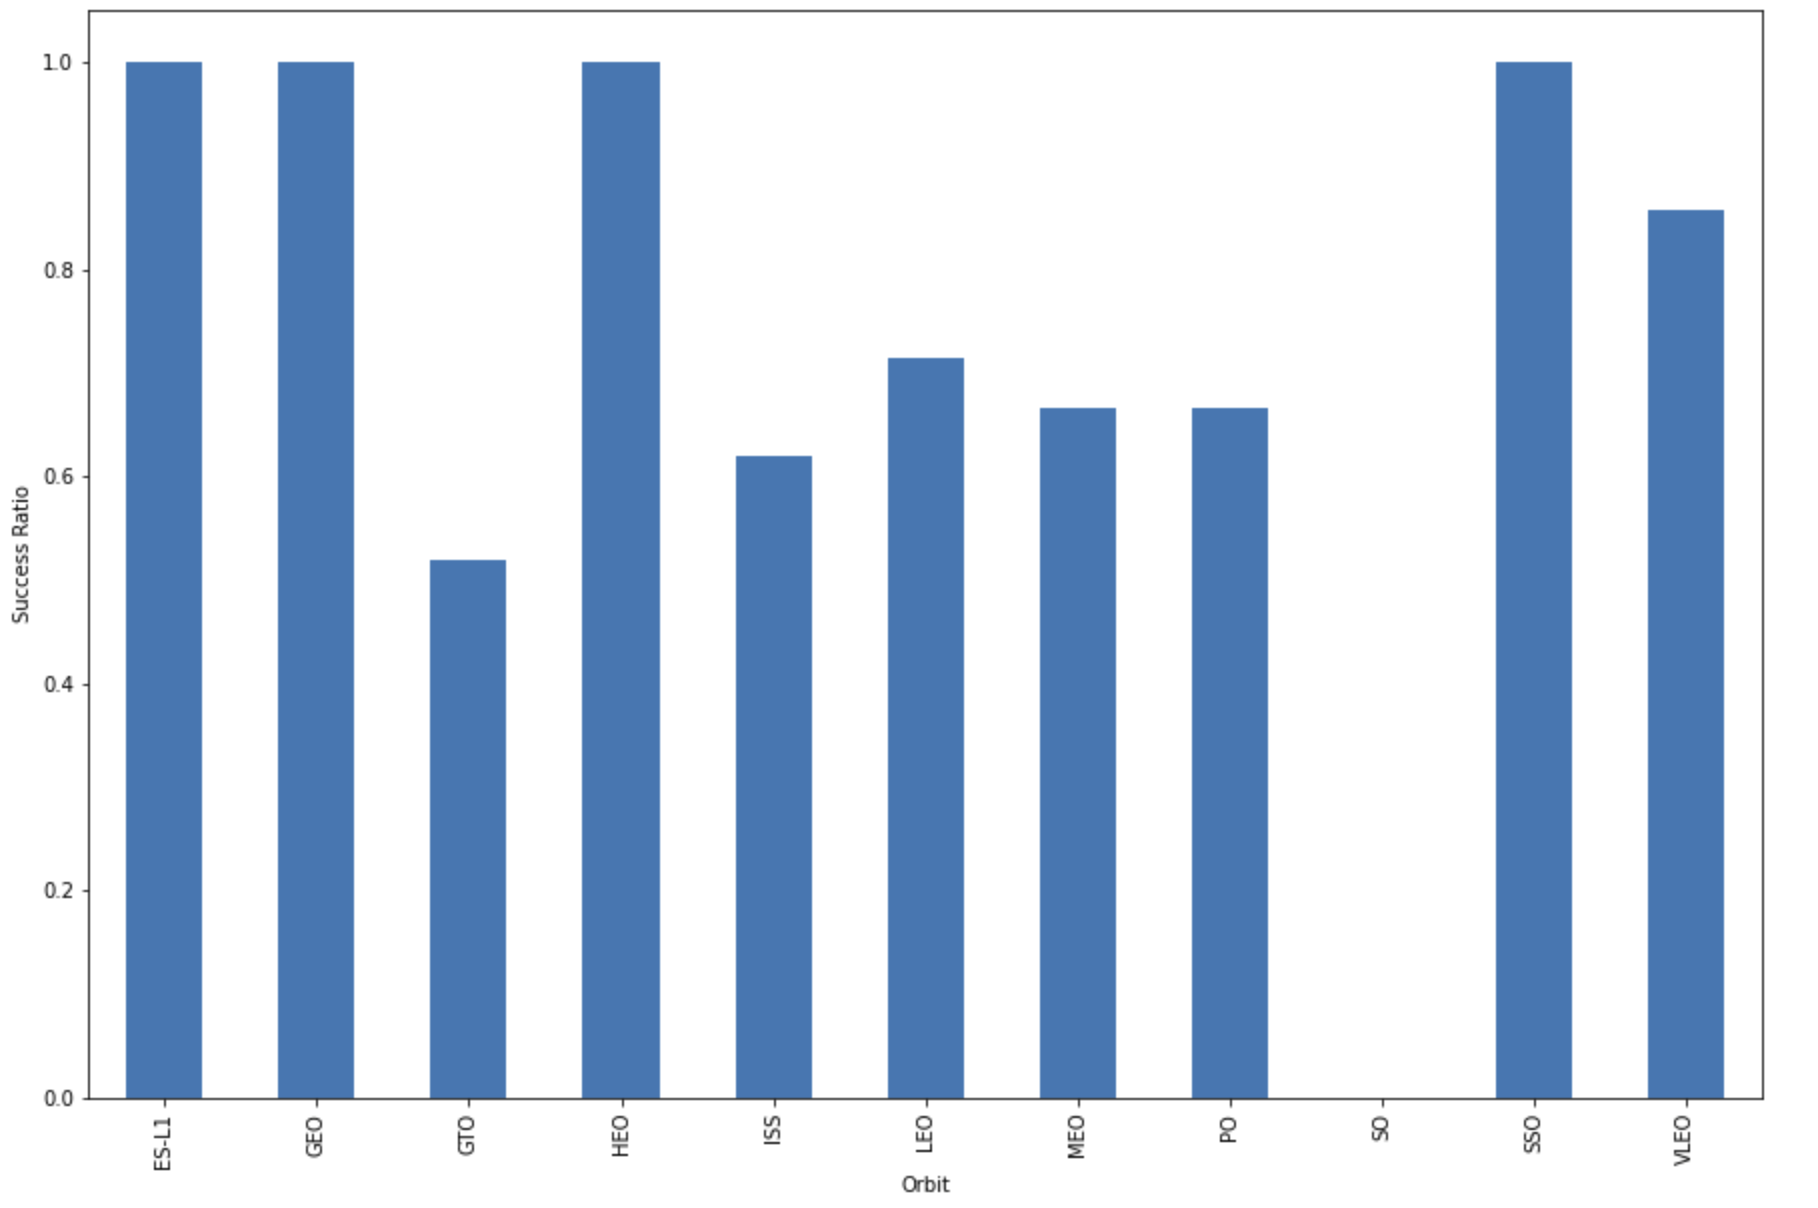 1.0
0.8
0.6
0.4
0.2
0.0
Success Ratio
ES-L1
GEO
GTO
HEO
ISS
LEO
MEO
PO
SO
SSO
VLEO
Orbit